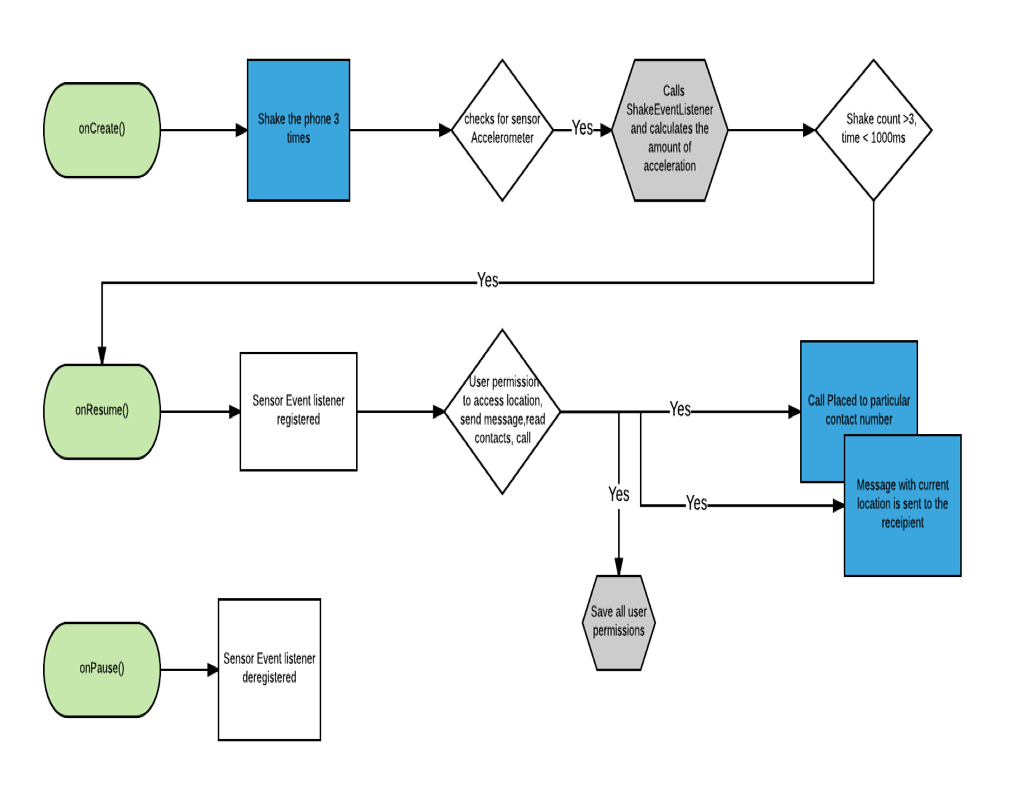 onCreate()
Shake the phone 3
times
checks for sensor
Accelerometer
Yes
Calls
ShakeEventListener
and calculates the
amount of
acceleration
Shake count >3,
time < 1000ms
Yes
onResume()
Sensor Event listener
registered
User permission
to access location,
send message,read
contacts, call
Yes
Call Placed to particular
contact number
Yes
Yes
Message with current
location is sent to the
receipient
Save all user
permissions
onPause()
Sensor Event listener
deregistered